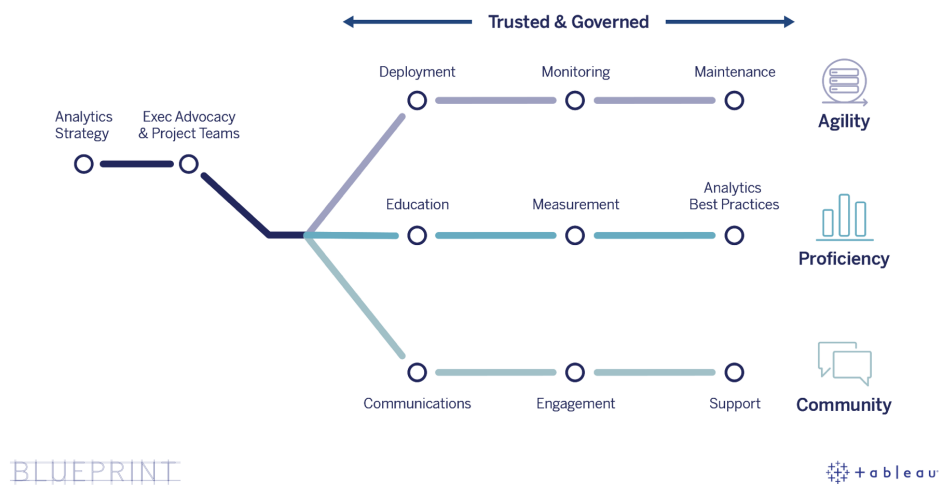 Trusted & Governed
Deployment
Monitoring
Maintenance
Agility
Analytics
Strategy
Exec Advocacy
& Project Teams
Education
Measurement
Analytics
Best Practices
Proficiency
Communications
Engagement
Support
Community
BLUEPRINT
+ableau